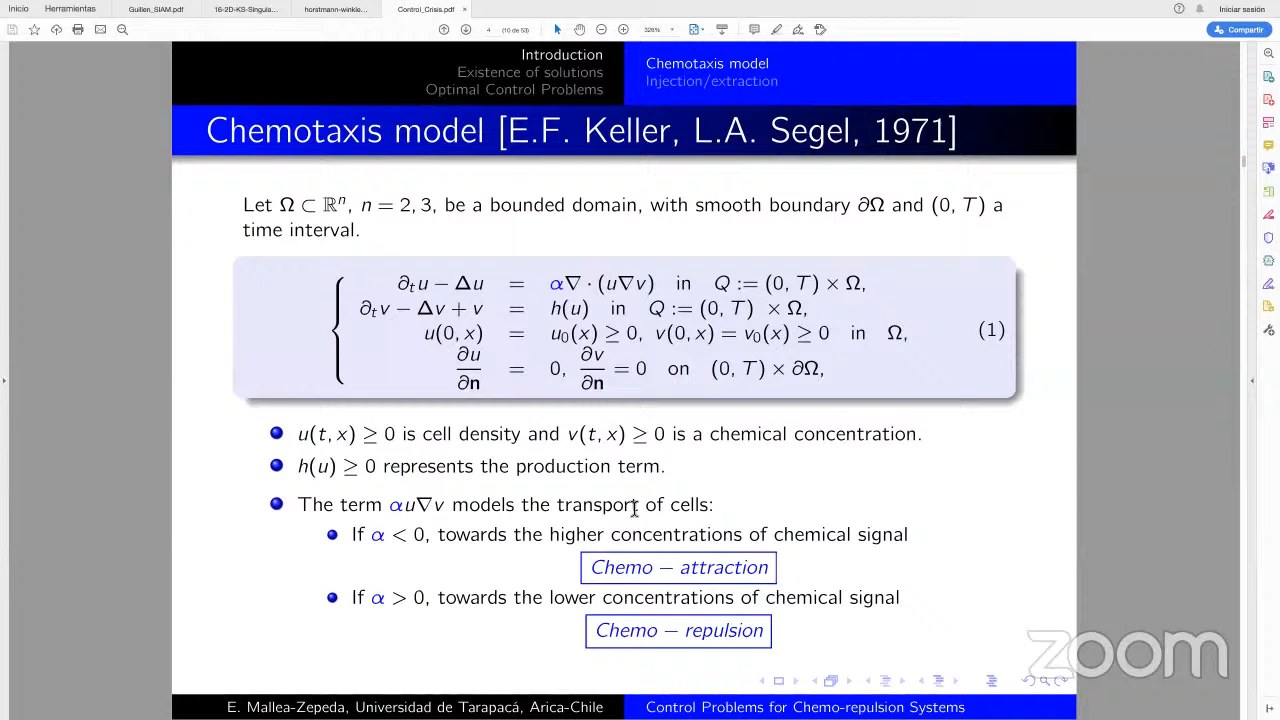 Inicio Herramientas Guillen_SIAM.pdf 16-2D-KS-Singula... horstmann-winkle... Control_Crisis.pdf × Iniciar sesión
4 (10 de 53) 326% Compartir
Introduction
Existence of solutions
Optimal Control Problems
Chemotaxis model
Injection/extraction
Chemotaxis model [E.F. Keller, L.A. Segel, 1971]
Let Ω ⊂ ℝⁿ, n = 2, 3, be a bounded domain, with smooth boundary ∂Ω and (0, T) a
time interval.
∂ₜu − Δu = α∇ · (u∇v) in Q := (0, T) × Ω,
∂ₜv − Δv + v = h(u) in Q := (0, T) × Ω,
u(0, x) = u₀(x) ≥ 0, v(0, x) = v₀(x) ≥ 0 in Ω,
∂u/∂n = 0, ∂v/∂n = 0 on (0, T) × ∂Ω,
(1)
u(t, x) ≥ 0 is cell density and v(t, x) ≥ 0 is a chemical concentration.
h(u) ≥ 0 represents the production term.
The term αu∇v models the transport of cells:
If α < 0, towards the higher concentrations of chemical signal
Chemo − attraction
If α > 0, towards the lower concentrations of chemical signal
Chemo − repulsion
zoom
E. Mallea-Zepeda, Universidad de Tarapacá, Arica-Chile Control Problems for Chemo-repulsion Systems